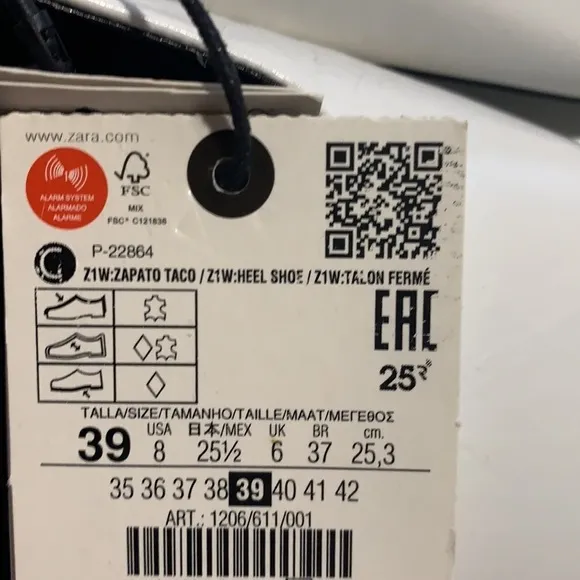 www.zara.com
ALARM SYSTEM
ALARMADO
ALARME
FSC
MIX
FSC® C121836
P-22864
Z1W:ZAPATO TACO / Z1W:HEEL SHOE / Z1W:TALON FERMÉ
EAC
25
TALLA/SIZE/TAMANHO/TAILLE/MAAT/ΜΕΓΕΘΟΣ
39 USA 日本/MEX UK BR cm.
8 25½ 6 37 25,3
35 36 37 38 39 40 41 42
ART.: 1206/611/001